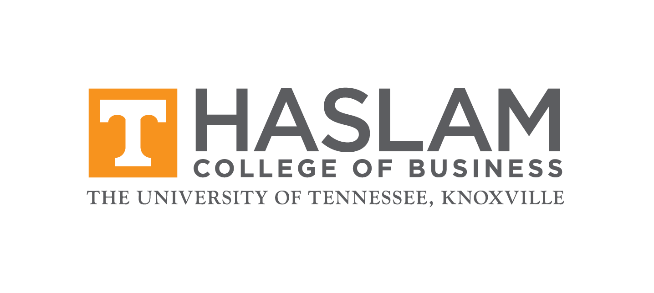 T HASLAM
COLLEGE OF BUSINESS
THE UNIVERSITY OF TENNESSEE, KNOXVILLE